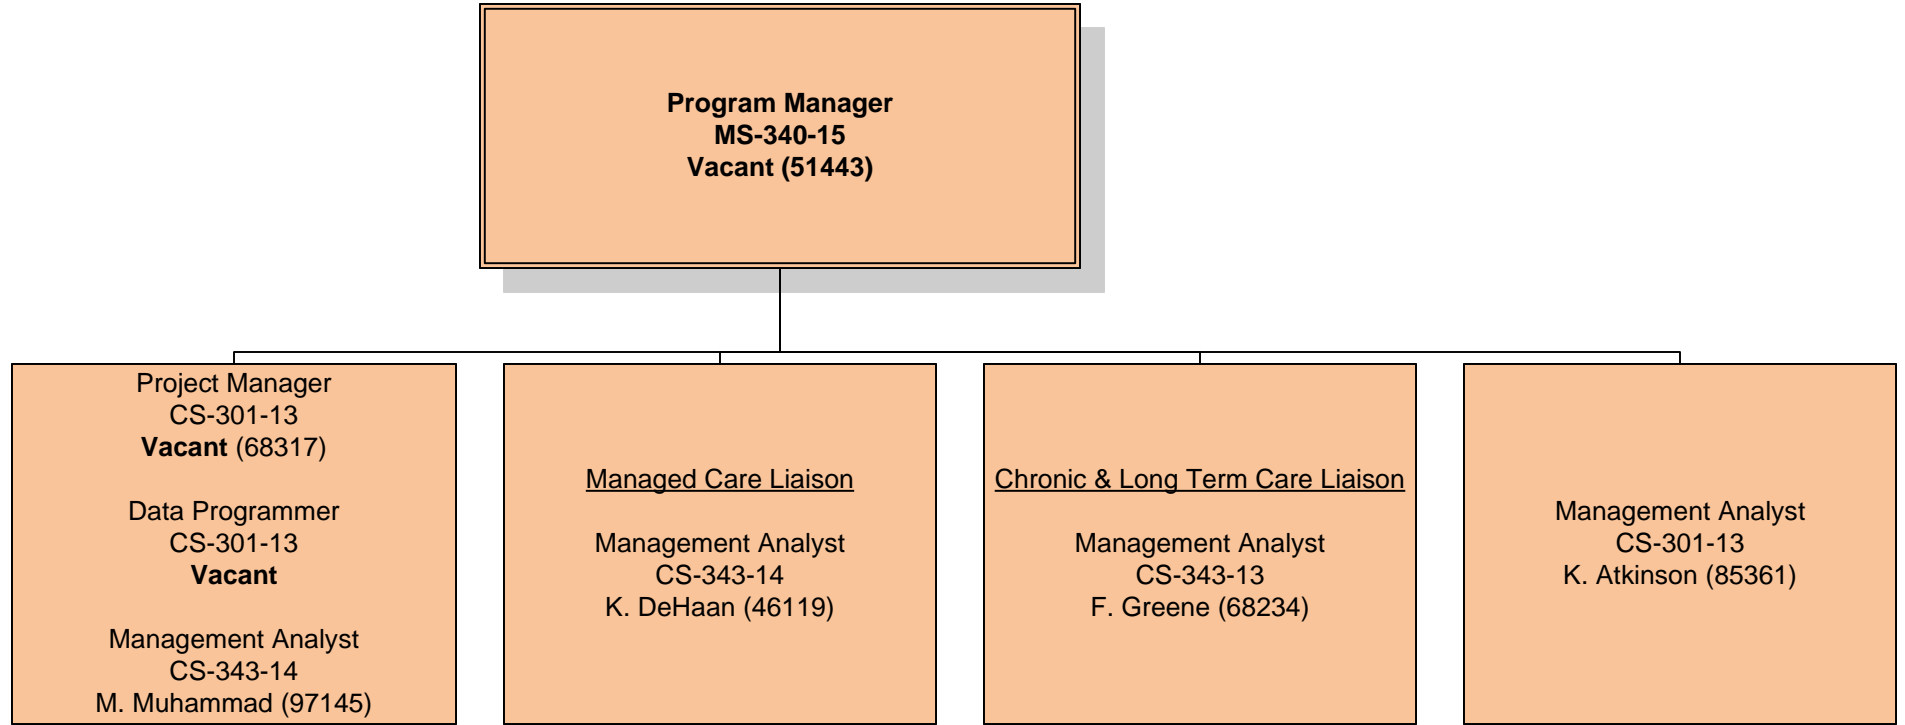 Program Manager
MS-340-15
Vacant (51443)
Project Manager
CS-301-13
Vacant (68317)
Data Programmer
CS-301-13
Vacant
Management Analyst
CS-343-14
M. Muhammad (97145)
Managed Care Liaison
Management Analyst
CS-343-14
K. DeHaan (46119)
Chronic & Long Term Care Liaison
Management Analyst
CS-343-13
F. Greene (68234)
Management Analyst
CS-301-13
K. Atkinson (85361)